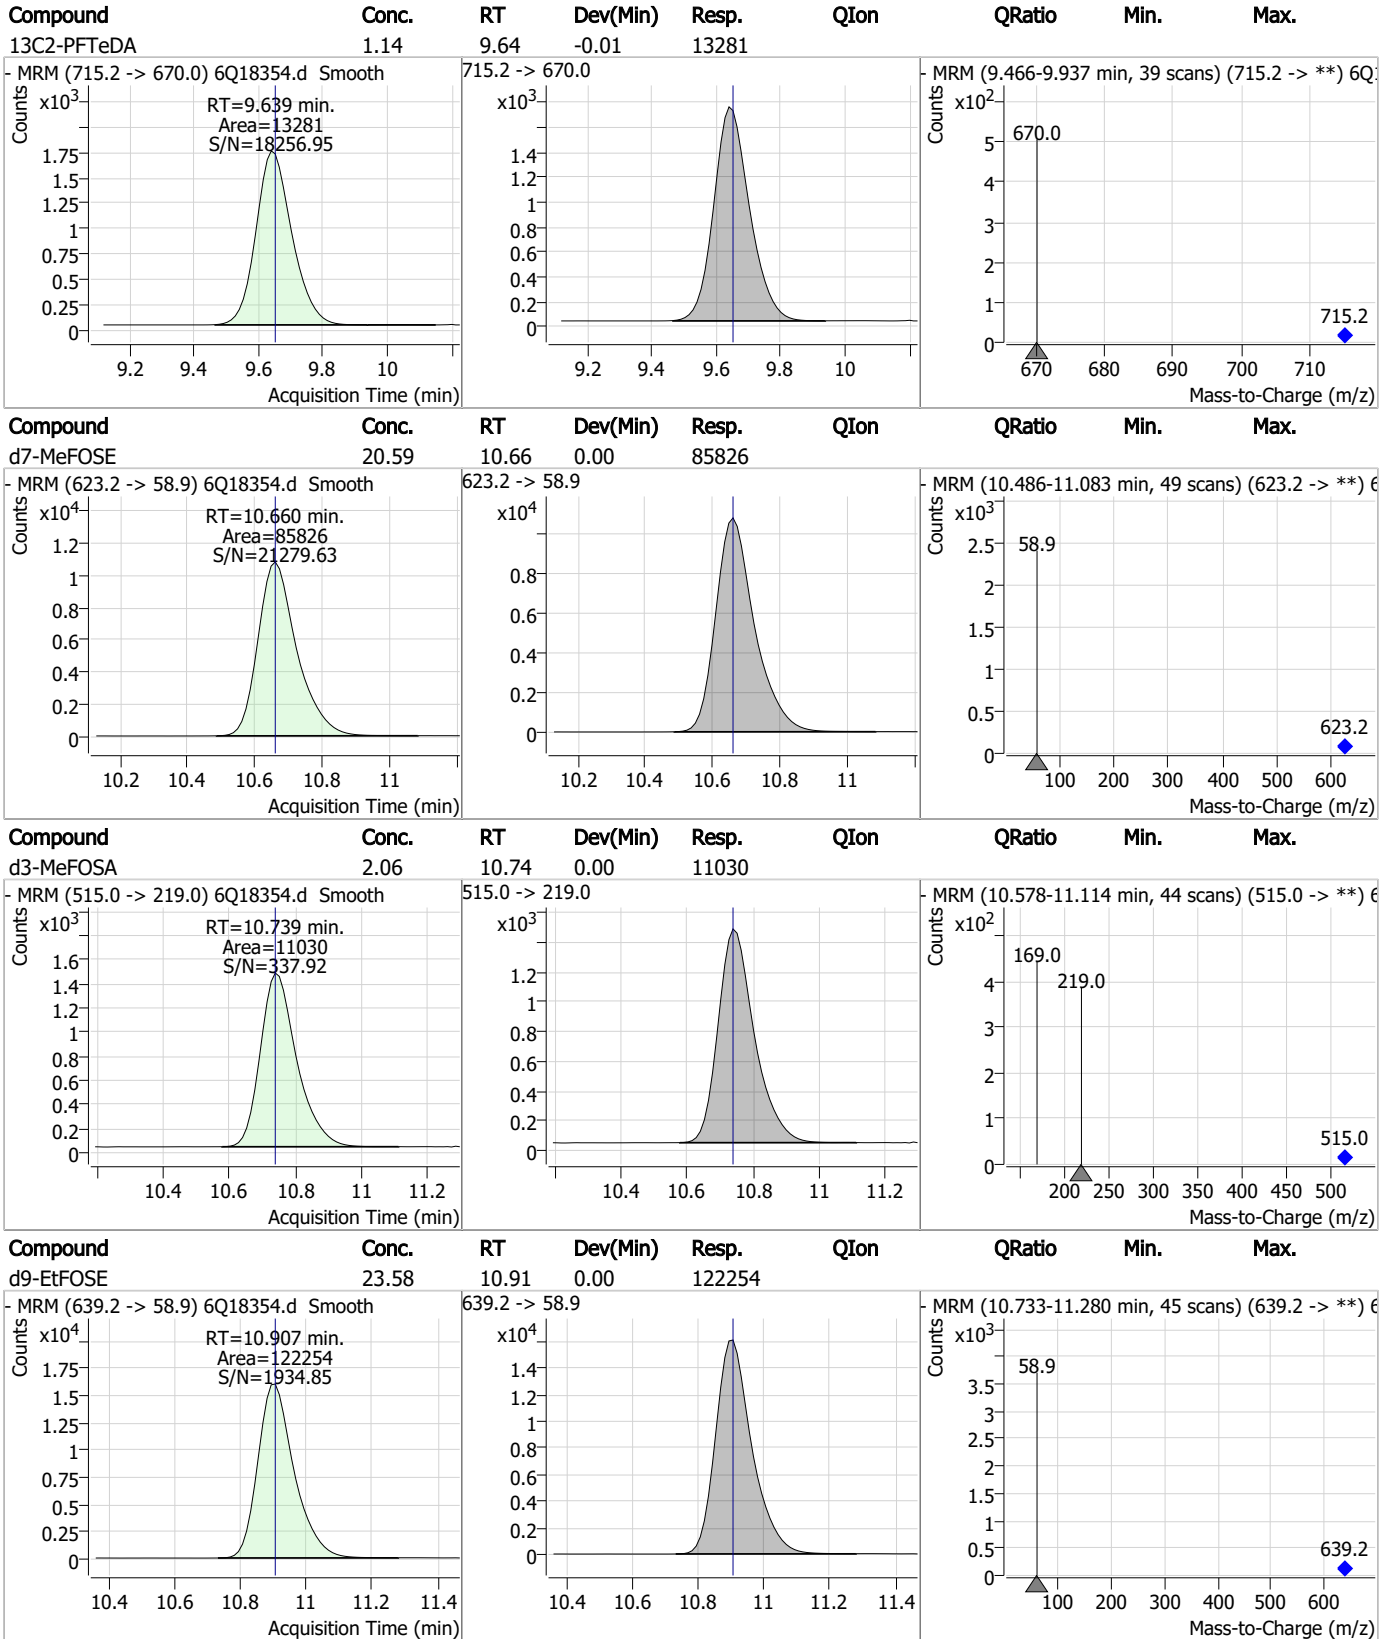 Compound Conc. RT Dev(Min) Resp. QIon QRatio Min. Max.
13C2-PFTeDA 1.14 9.64 -0.01 13281
- MRM (715.2 -> 670.0) 6Q18354.d Smooth
Counts
x10³
RT=9.639 min.
Area=13281
S/N=18256.95
1.75
1.5
1.25
1
0.75
0.5
0.25
0
9.2 9.4 9.6 9.8 10
Acquisition Time (min)
715.2 -> 670.0
x10³
1.4
1.2
1
0.8
0.6
0.4
0.2
0
9.2 9.4 9.6 9.8 10
- MRM (9.466-9.937 min, 39 scans) (715.2 -> **) 6Q
Counts
x10²
670.0
5
4
3
2
1
0
715.2
670 680 690 700 710
Mass-to-Charge (m/z)
Compound Conc. RT Dev(Min) Resp. QIon QRatio Min. Max.
d7-MeFOSE 20.59 10.66 0.00 85826
- MRM (623.2 -> 58.9) 6Q18354.d Smooth
Counts
x10⁴
RT=10.660 min.
Area=85826
S/N=21279.63
1.2
1
0.8
0.6
0.4
0.2
0
10.2 10.4 10.6 10.8 11
Acquisition Time (min)
623.2 -> 58.9
x10⁴
0.8
0.6
0.4
0.2
0
10.2 10.4 10.6 10.8 11
- MRM (10.486-11.083 min, 49 scans) (623.2 -> **) 6
Counts
x10³
58.9
2.5
2
1.5
1
0.5
0
623.2
100 200 300 400 500 600
Mass-to-Charge (m/z)
Compound Conc. RT Dev(Min) Resp. QIon QRatio Min. Max.
d3-MeFOSA 2.06 10.74 0.00 11030
- MRM (515.0 -> 219.0) 6Q18354.d Smooth
Counts
x10³
RT=10.739 min.
Area=11030
S/N=337.92
1.6
1.4
1.2
1
0.8
0.6
0.4
0.2
0
10.4 10.6 10.8 11 11.2
Acquisition Time (min)
515.0 -> 219.0
x10³
1.2
1
0.8
0.6
0.4
0.2
0
10.4 10.6 10.8 11 11.2
- MRM (10.578-11.114 min, 44 scans) (515.0 -> **) 6
Counts
x10²
169.0
219.0
4
3
2
1
0
515.0
200 250 300 350 400 450 500
Mass-to-Charge (m/z)
Compound Conc. RT Dev(Min) Resp. QIon QRatio Min. Max.
d9-EtFOSE 23.58 10.91 0.00 122254
- MRM (639.2 -> 58.9) 6Q18354.d Smooth
Counts
x10⁴
RT=10.907 min.
Area=122254
S/N=1934.85
1.75
1.5
1.25
1
0.75
0.5
0.25
0
10.4 10.6 10.8 11 11.2 11.4
Acquisition Time (min)
639.2 -> 58.9
x10⁴
1.4
1.2
1
0.8
0.6
0.4
0.2
0
10.4 10.6 10.8 11 11.2 11.4
- MRM (10.733-11.280 min, 45 scans) (639.2 -> **) 6
Counts
x10³
58.9
3.5
3
2.5
2
1.5
1
0.5
0
639.2
100 200 300 400 500 600
Mass-to-Charge (m/z)